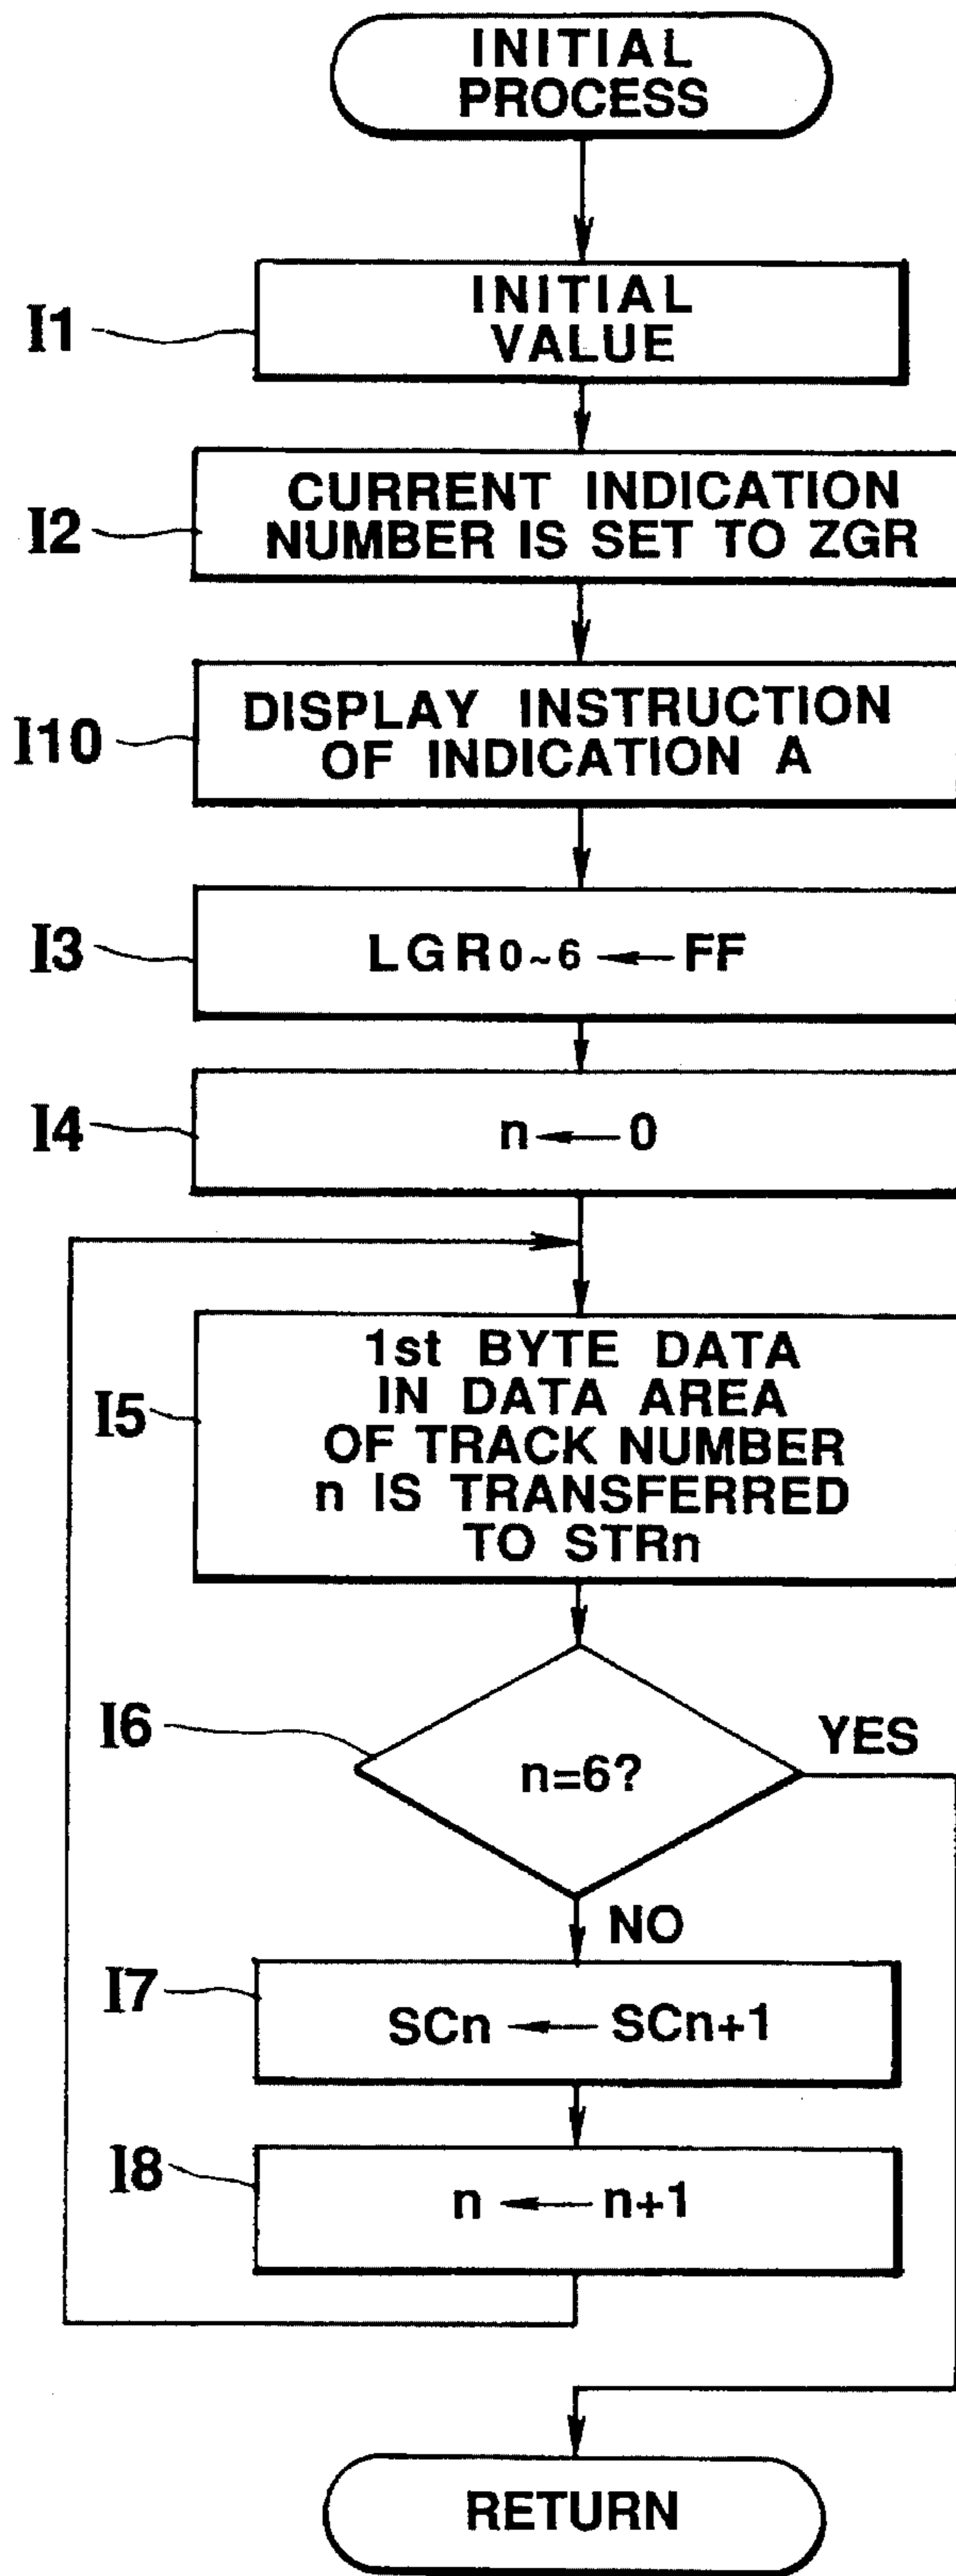 INITIAL
PROCESS
I1
INITIAL
VALUE
I2
CURRENT INDICATION
NUMBER IS SET TO ZGR
I10
DISPLAY INSTRUCTION
OF INDICATION A
I3
LGR0~6 ← FF
I4
n ← 0
I5
1st BYTE DATA
IN DATA AREA
OF TRACK NUMBER
n IS TRANSFERRED
TO STRn
I6
n=6?
YES
NO
I7
SCn ← SCn+1
I8
n ← n+1
RETURN